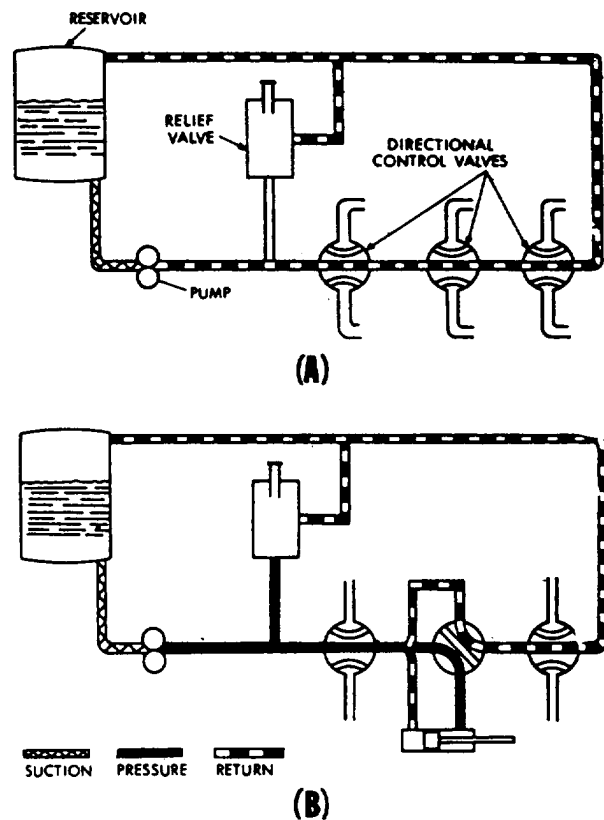 RESERVOIR
RELIEF
VALVE
DIRECTIONAL
CONTROL VALVES
PUMP
(A)
SUCTION PRESSURE RETURN
(B)